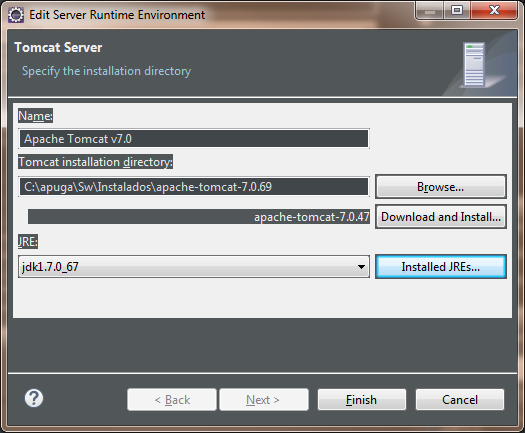 Edit Server Runtime Environment
Tomcat Server
Specify the installation directory
Name:
Apache Tomcat v7.0
Tomcat installation directory:
C:\apuga\Sw\Instalados\apache-tomcat-7.0.69
Browse...
apache-tomcat-7.0.47
Download and Install...
JRE:
jdk1.7.0_67
Installed JREs...
?
< Back
Next >
Finish
Cancel